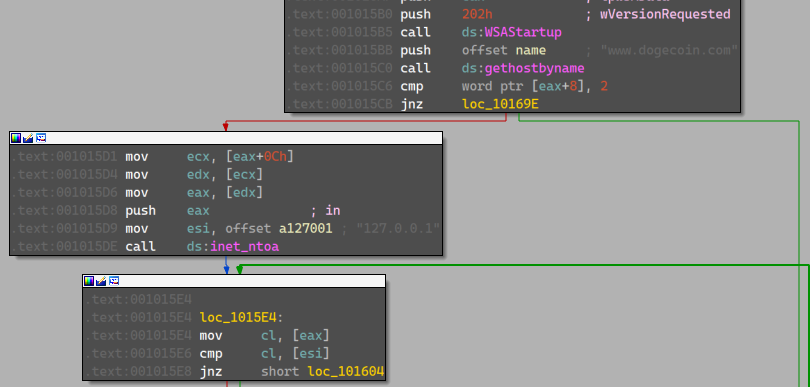 .text:001015B0 push 202h ; wVersionRequested
.text:001015B5 call ds:WSAStartup
.text:001015BB push offset name ; "www.dogecoin.com"
.text:001015C0 call ds:gethostbyname
.text:001015C6 cmp word ptr [eax+8], 2
.text:001015CB jnz loc_10169E
.text:001015D1 mov ecx, [eax+0Ch]
.text:001015D4 mov edx, [ecx]
.text:001015D6 mov eax, [edx]
.text:001015D8 push eax ; in
.text:001015D9 mov esi, offset a127001 ; "127.0.0.1"
.text:001015DE call ds:inet_ntoa
.text:001015E4
.text:001015E4 loc_1015E4:
.text:001015E4 mov cl, [eax]
.text:001015E6 cmp cl, [esi]
.text:001015E8 jnz short loc_101604